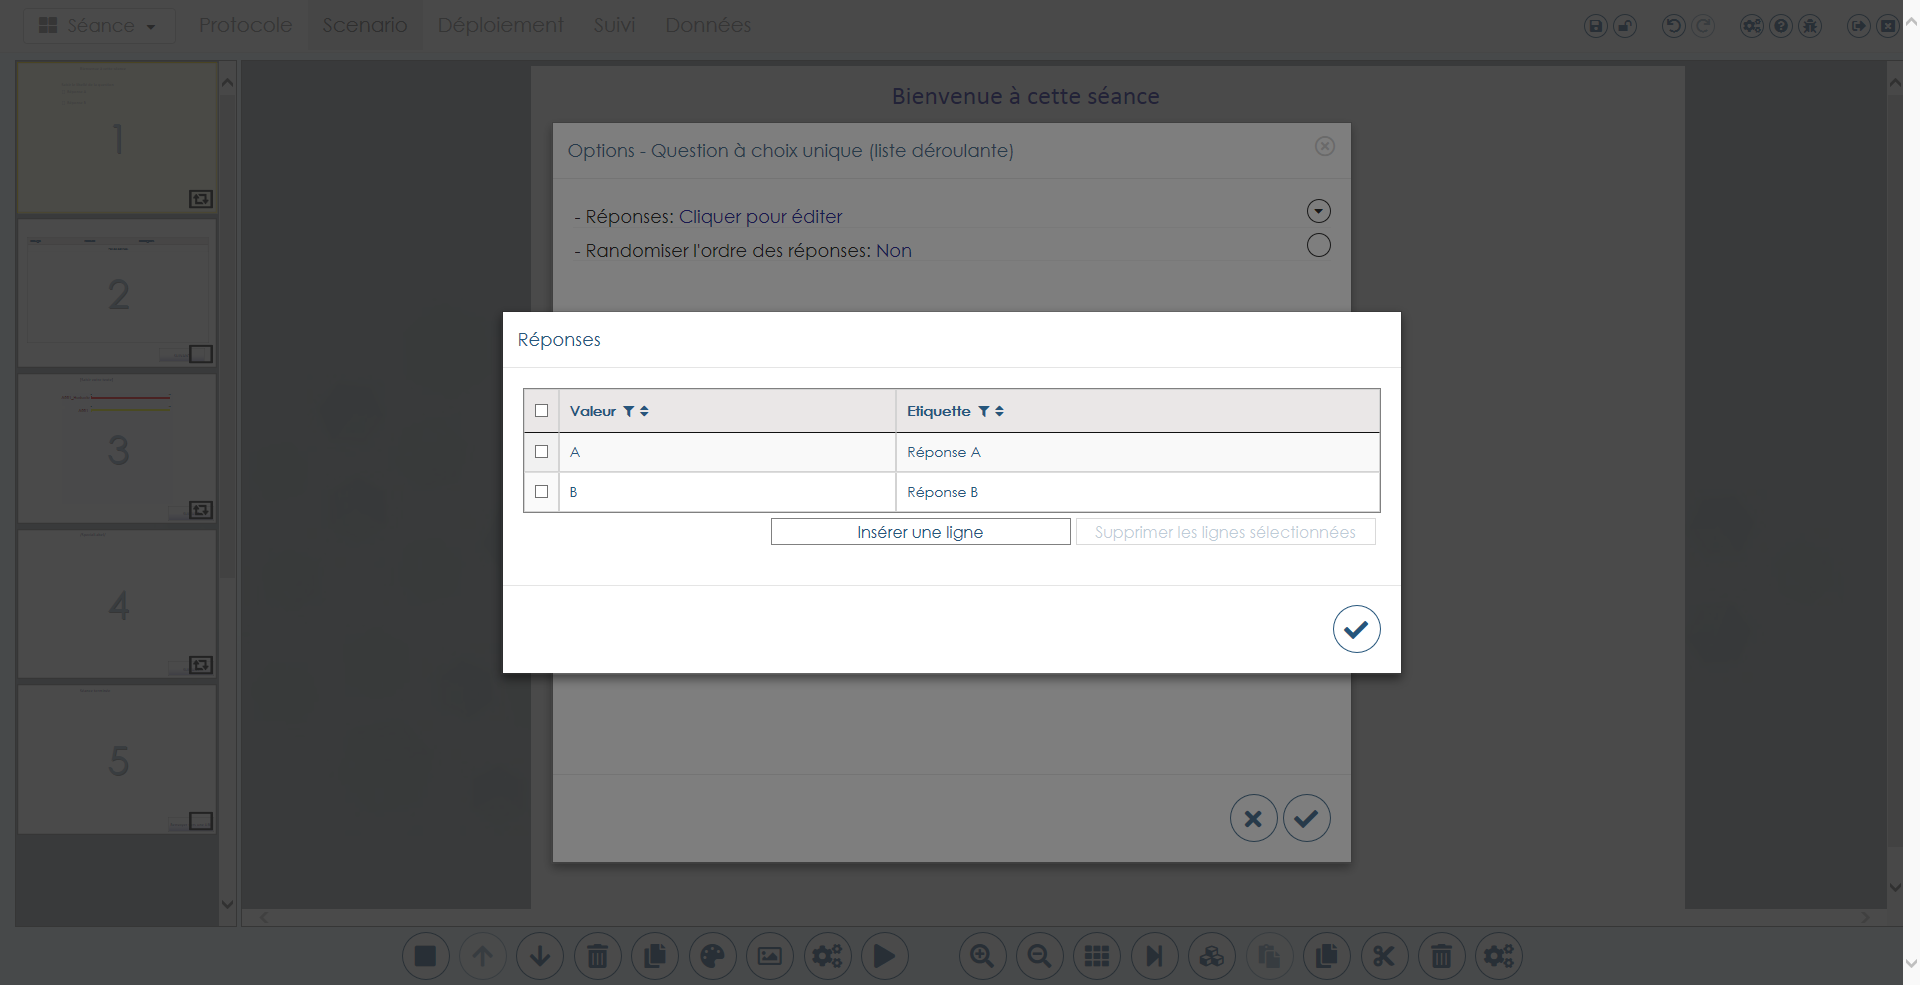 Séance
Protocole
Scenario
Déploiement
Suivi
Données
1
2
3
4
5
Bienvenue à cette séance
Options - Question à choix unique (liste déroulante)
- Réponses: Cliquer pour éditer
- Randomiser l'ordre des réponses: Non
Réponses
Valeur Etiquette
A Réponse A
B Réponse B
Insérer une ligne Supprimer les lignes sélectionnées